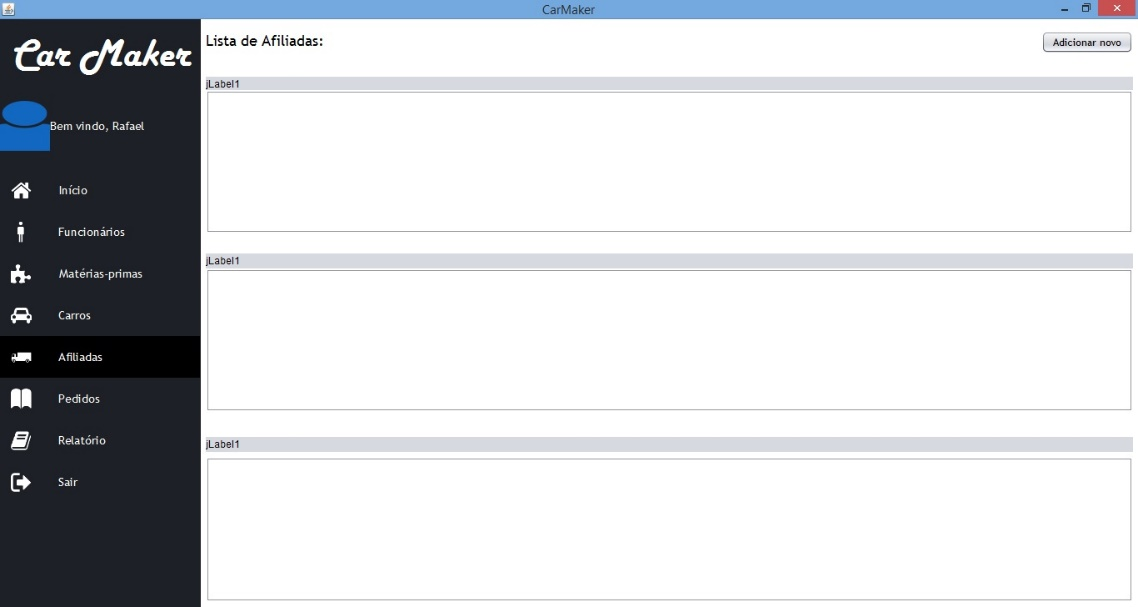 CarMaker
Car Maker
Bem vindo, Rafael
Início
Funcionários
Matérias-primas
Carros
Afiliadas
Pedidos
Relatório
Sair
Lista de Afiliadas:
Adicionar novo
jLabel1
jLabel1
jLabel1